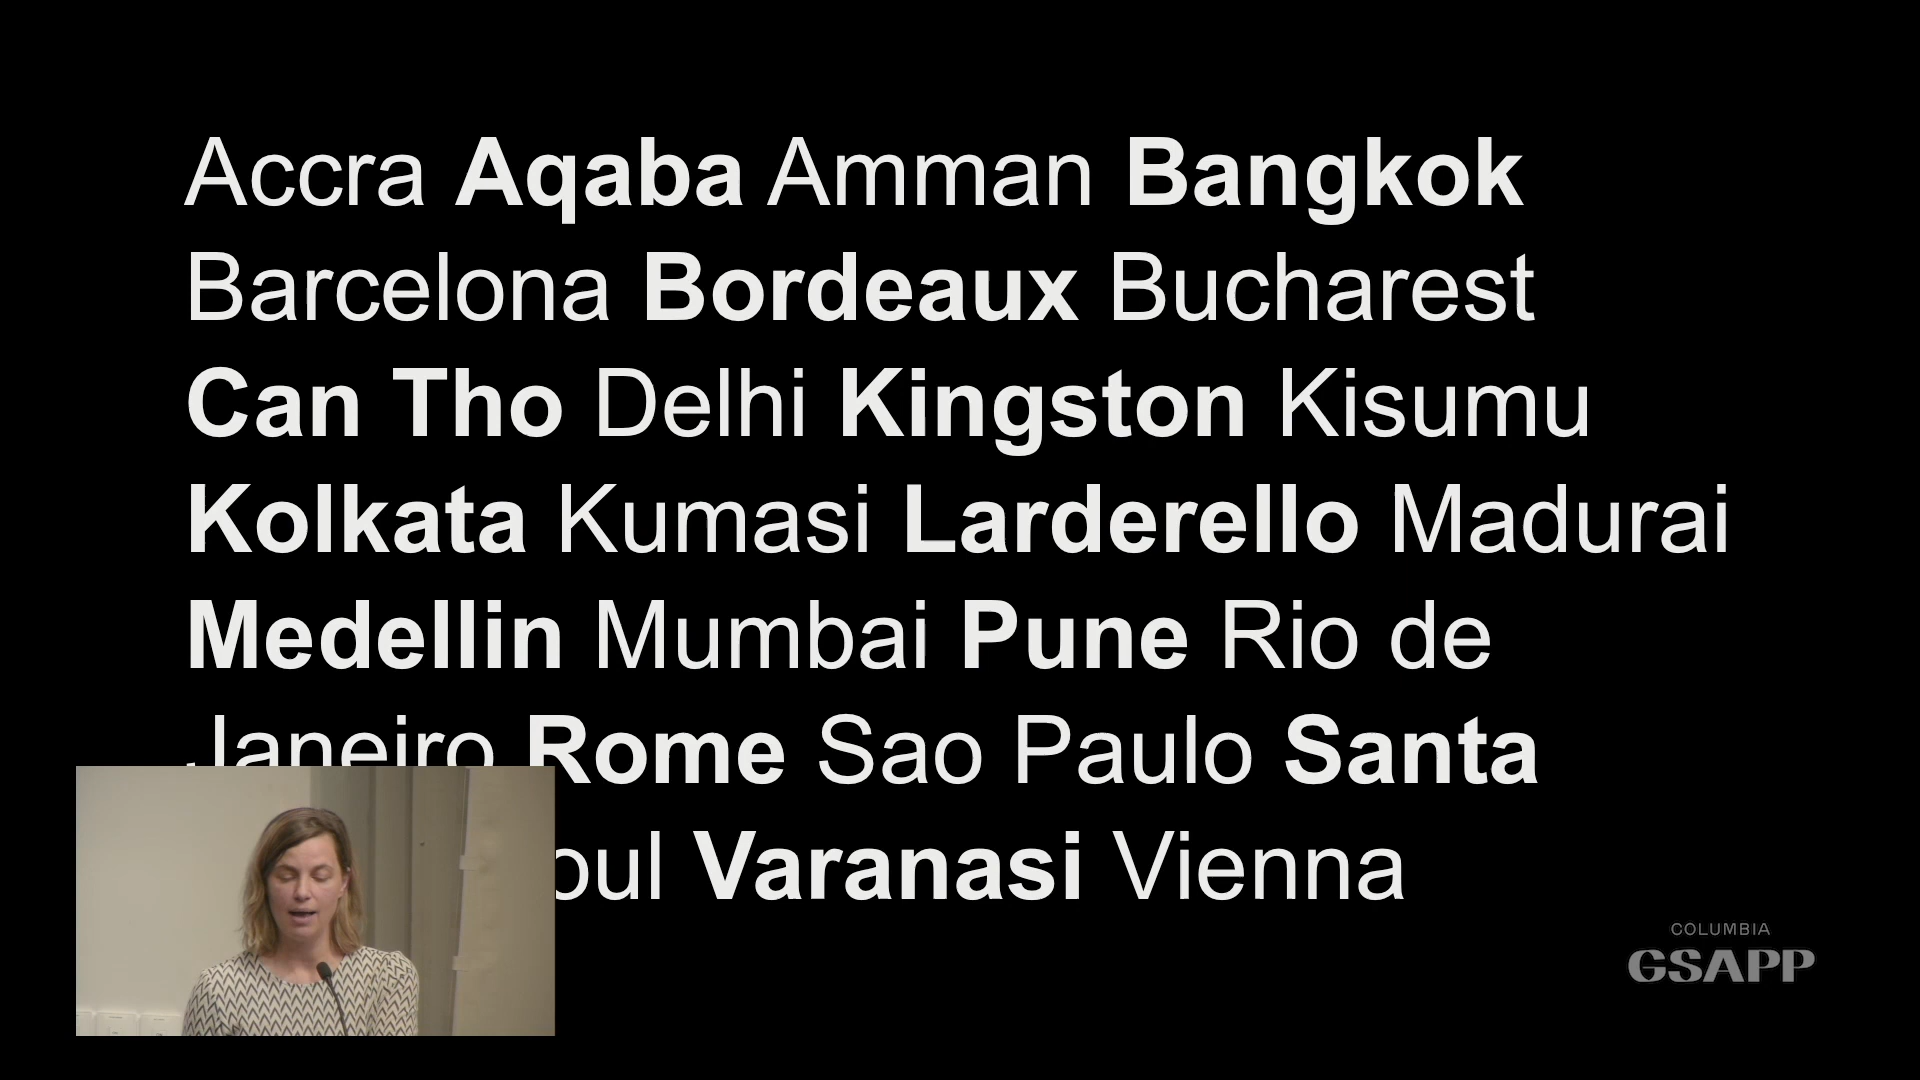 Accra Aqaba Amman Bangkok
Barcelona Bordeaux Bucharest
Can Tho Delhi Kingston Kisumu
Kolkata Kumasi Larderello Madurai
Medellin Mumbai Pune Rio de
Janeiro Rome Sao Paulo Santa
Varanasi Vienna
COLUMBIA
GSAPP